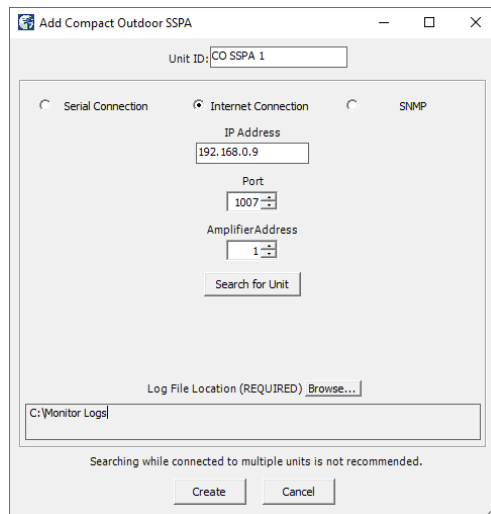 Add Compact Outdoor SSPA
Unit ID: CO SSPA 1
Serial Connection Internet Connection SNMP
IP Address
192.168.0.9
Port
1007
AmplifierAddress
1
Search for Unit
Log File Location (REQUIRED) Browse...
C:\Monitor Logs
Searching while connected to multiple units is not recommended.
Create Cancel